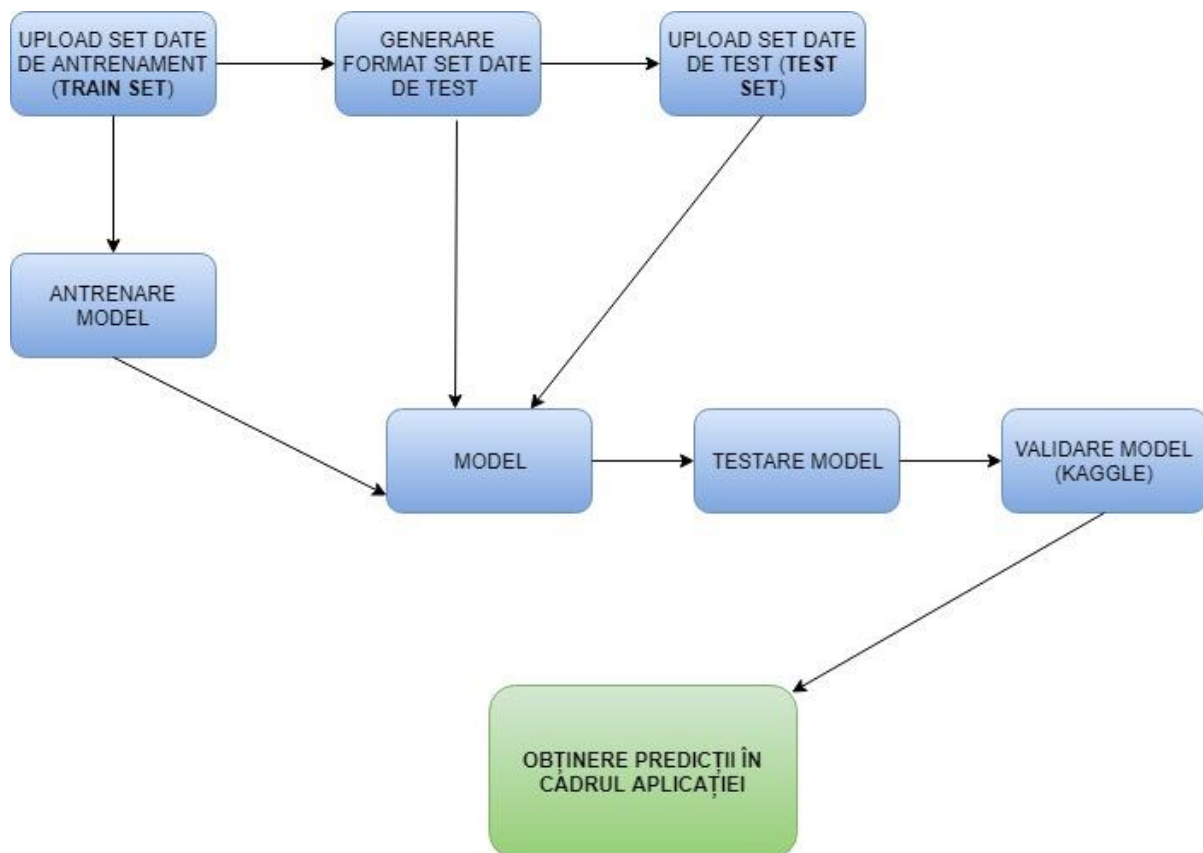 UPLOAD SET DATE
DE ANTRENAMENT
(TRAIN SET)
GENERARE
FORMAT SET DATE
DE TEST
UPLOAD SET DATE
DE TEST (TEST
SET)
ANTRENARE
MODEL
MODEL
TESTARE MODEL
VALIDARE MODEL
(KAGGLE)
OBȚINERE PREDICȚII ÎN
CADRUL APLICAȚIEI